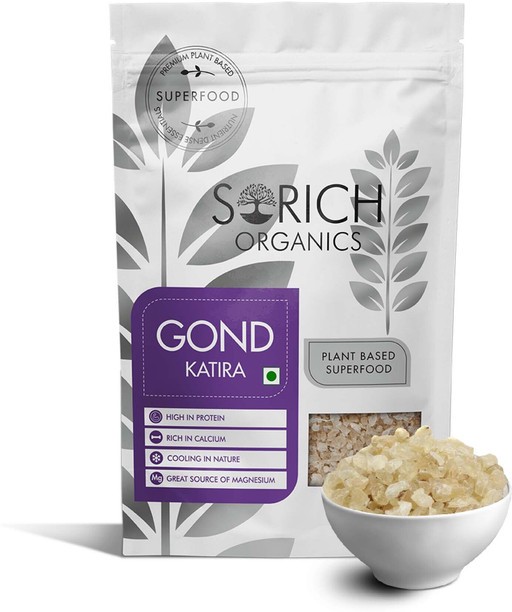 PREMIUM PLANT BASED
SUPERFOOD
NUTRIENT DENSE ESSENTIALS
SORICH
ORGANICS
GOND
KATIRA
PLANT BASED
SUPERFOOD
HIGH IN PROTEIN
RICH IN CALCIUM
COOLING IN NATURE
Mg GREAT SOURCE OF MAGNESIUM